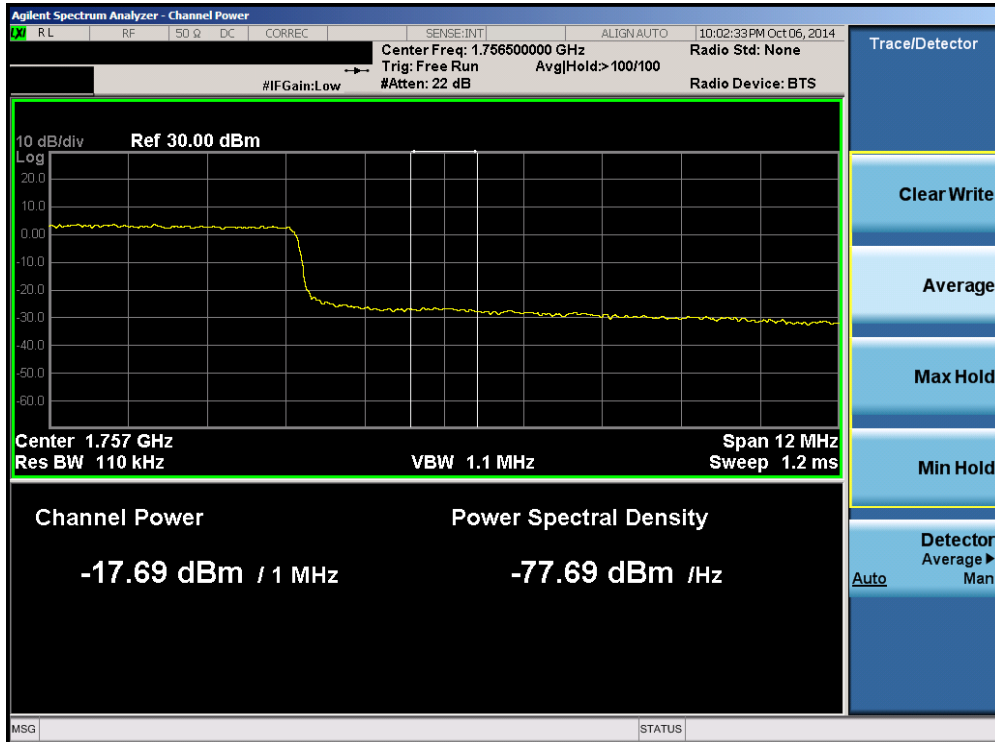 Agilent Spectrum Analyzer - Channel Power
LXI RL RF 50 Ω DC CORREC SENSE:INT ALIGN AUTO 10:02:33 PM Oct 06, 2014
Center Freq: 1.756500000 GHz Radio Std: None
Trig: Free Run Avg|Hold:> 100/100
#IFGain:Low #Atten: 22 dB Radio Device: BTS
10 dB/div Ref 30.00 dBm
Log
20.0
10.0
0.00
-10.0
-20.0
-30.0
-40.0
-50.0
-60.0
Center 1.757 GHz Span 12 MHz
Res BW 110 kHz VBW 1.1 MHz Sweep 1.2 ms
Channel Power Power Spectral Density
-17.69 dBm / 1 MHz -77.69 dBm /Hz
MSG STATUS
Trace/Detector
Clear Write
Average
Max Hold
Min Hold
Detector
Average▶
Auto Man